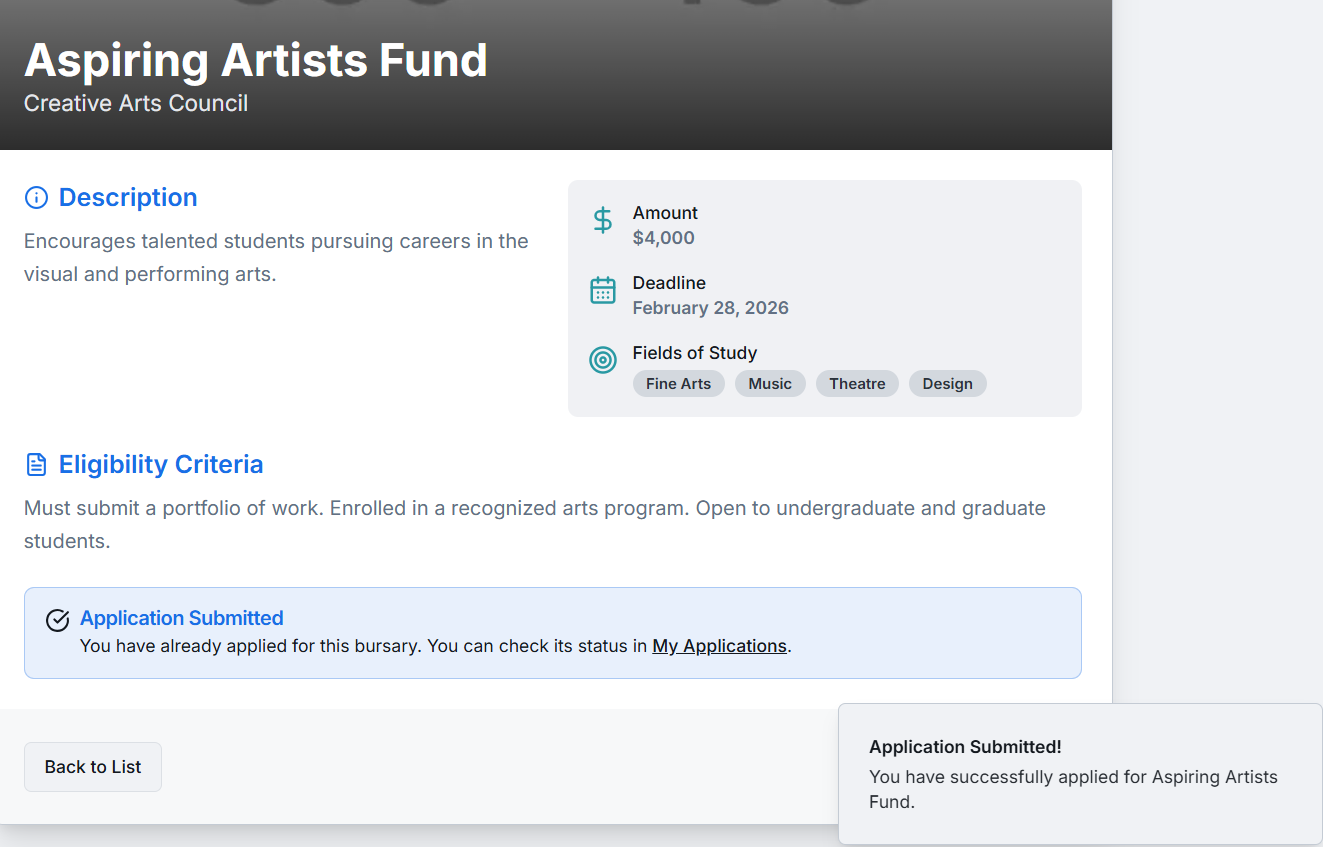 Aspiring Artists Fund
Creative Arts Council
Description
Encourages talented students pursuing careers in the
visual and performing arts.
Amount
$4,000
Deadline
February 28, 2026
Fields of Study
Fine Arts Music Theatre Design
Eligibility Criteria
Must submit a portfolio of work. Enrolled in a recognized arts program. Open to undergraduate and graduate
students.
Application Submitted
You have already applied for this bursary. You can check its status in My Applications.
Back to List
Application Submitted!
You have successfully applied for Aspiring Artists
Fund.